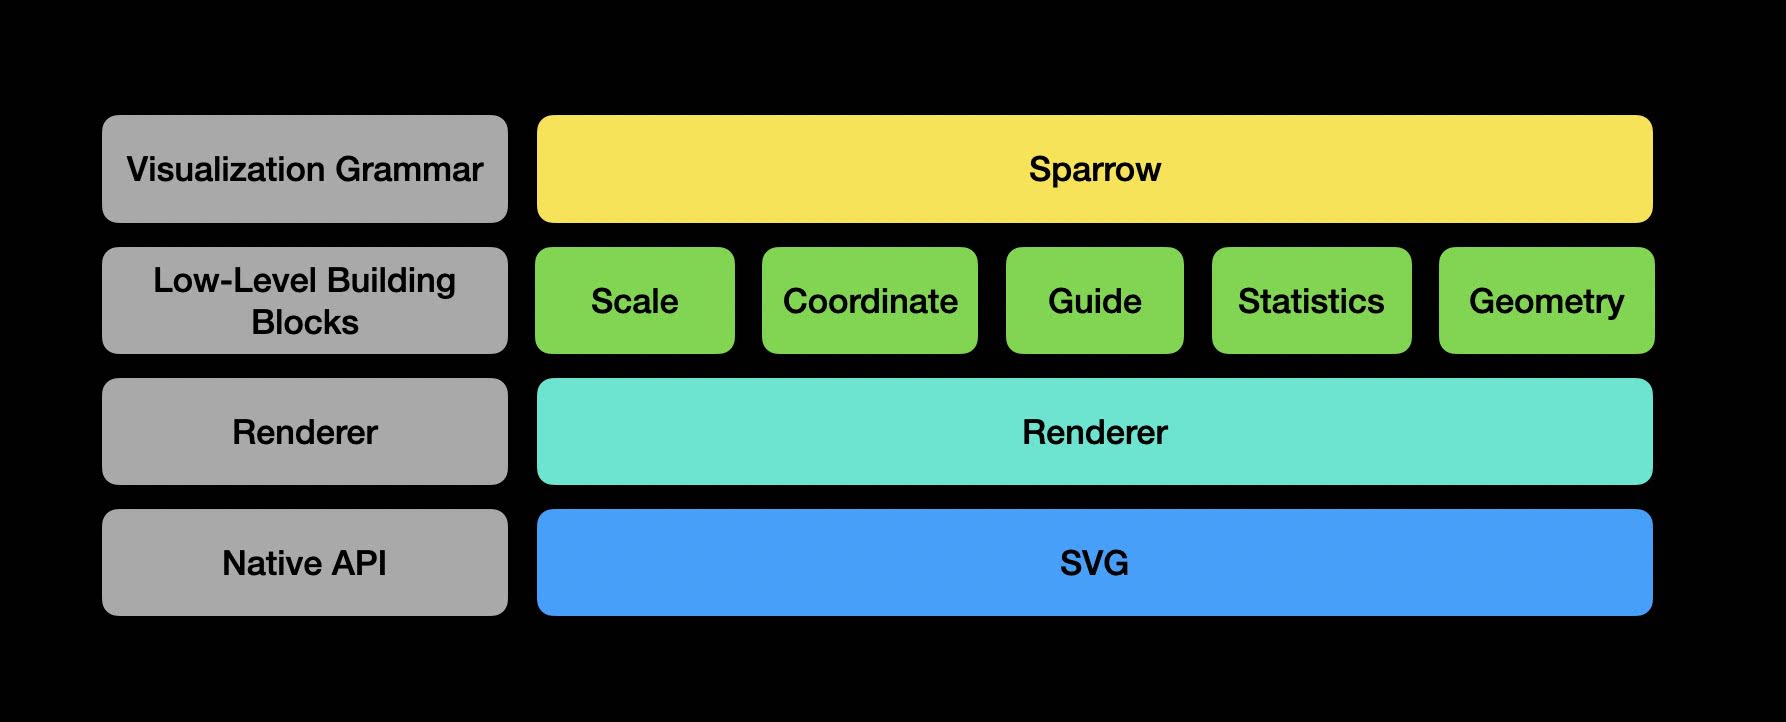 Visualization Grammar
Sparrow
Low-Level Building
Blocks
Scale
Coordinate
Guide
Statistics
Geometry
Renderer
Renderer
Native API
SVG